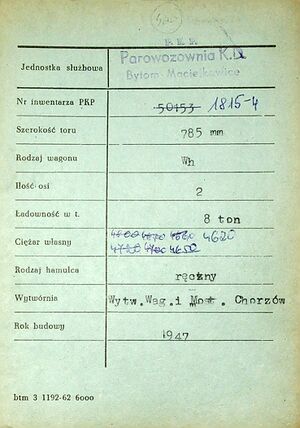 P K P
Parowozownia K.D.
Jednostka służbowa
Bytom-Maciejkowice
Nr inwentarza PKP 50153 1815-4
Szerokość toru 785 mm
Rodzaj wagonu Wh
Ilość osi 2
Ładowność w t. 8 ton
Ciężar własny 4800 4620
4650
Rodzaj hamulca ręczny
Wytwórnia Wytw.Wag.i Most. Chorzów
Rok budowy 1947
btm 3 1192-62 6000